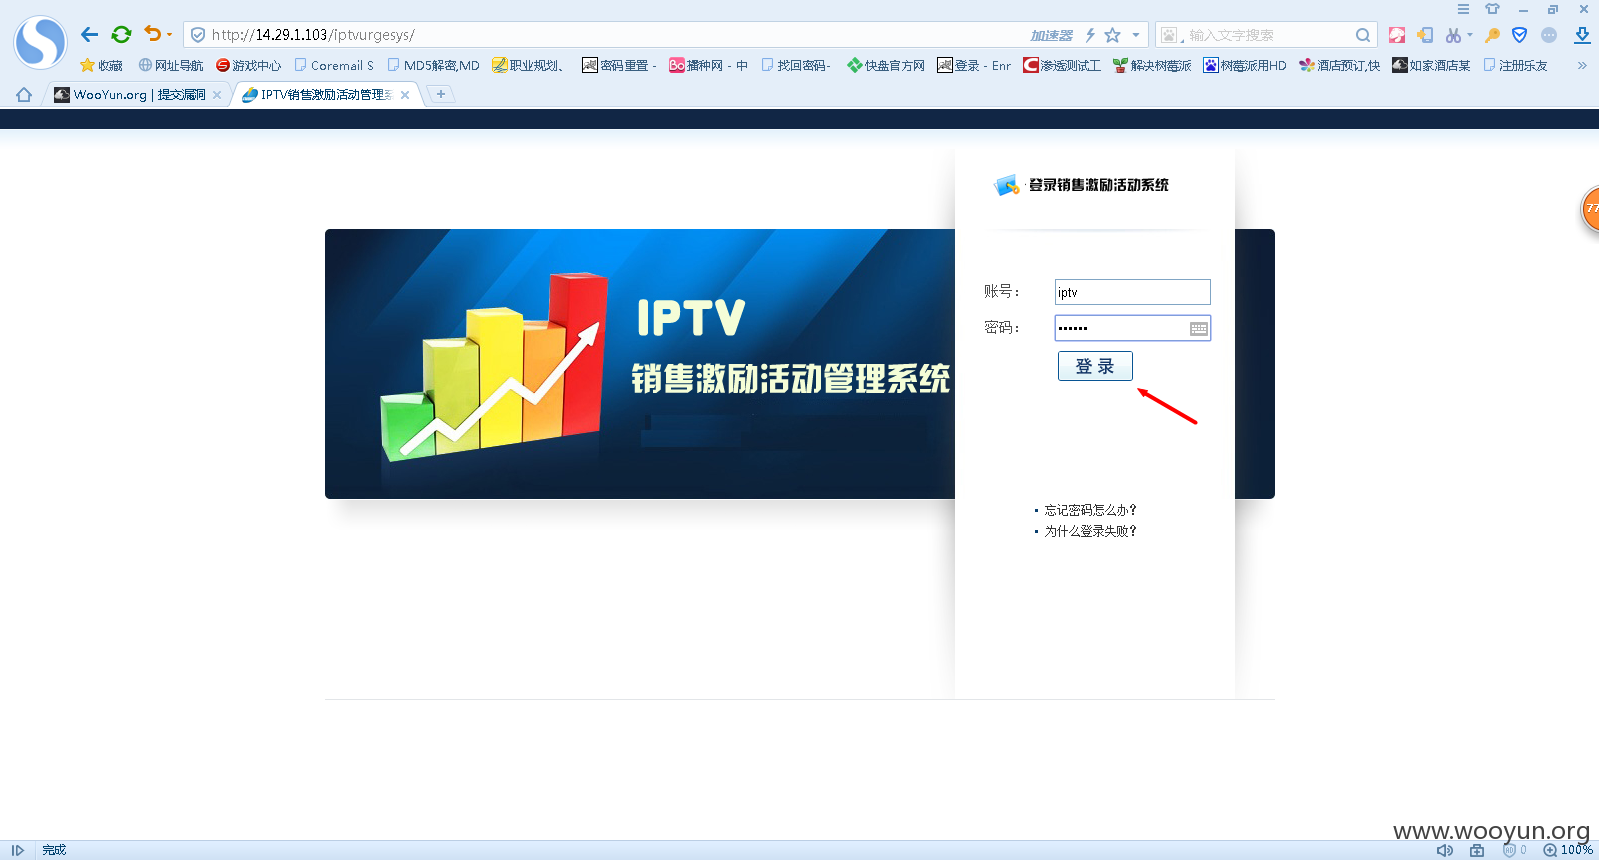 http://14.29.1.103/iptvurgesys/
加速器
输入文字搜索
收藏
网址导航
游戏中心
Coremail S
MD5解密,MD
职业规划、
密码重置 -
播种网 - 中
找回密码-
快盘官方网
登录 - Enr
渗透测试工
解决树莓派
树莓派用HD
酒店预订,快
如家酒店某
注册乐友
WooYun.org | 提交漏洞
IPTV销售激励活动管理系
77
登录销售激励活动系统
IPTV
销售激励活动管理系统
账号：
iptv
密码：
登 录
忘记密码怎么办？
为什么登录失败？
www.wooyun.org
完成
0
100%